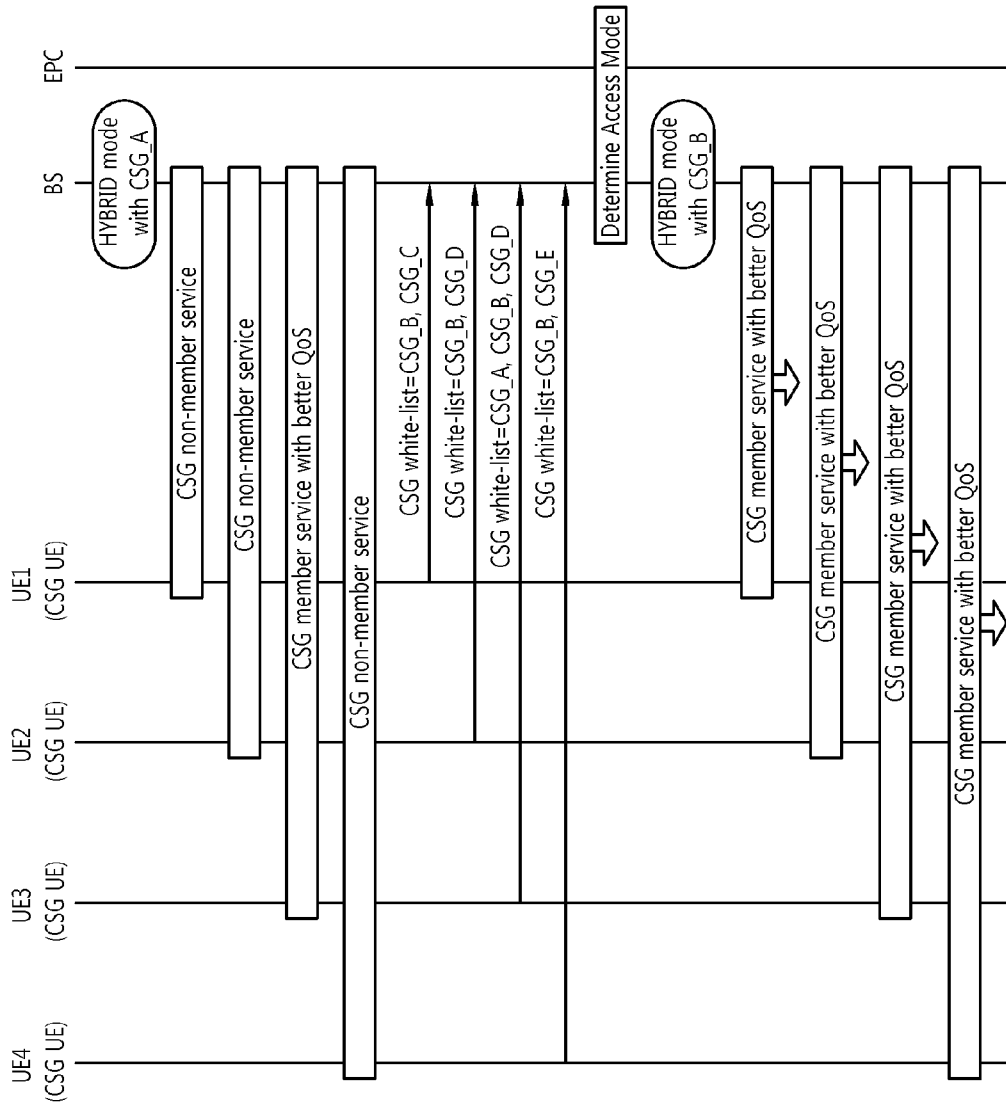 UE4
(CSG UE)
UE3
(CSG UE)
UE2
(CSG UE)
UE1
(CSG UE)
BS
EPC
HYBRID mode
with CSG_A
CSG non-member service
CSG non-member service
CSG member service with better QoS
CSG non-member service
CSG white-list=CSG_B, CSG_C
CSG white-list=CSG_B, CSG_D
CSG white-list=CSG_A, CSG_B, CSG_D
CSG white-list=CSG_B, CSG_E
Determine Access Mode
HYBRID mode
with CSG_B
CSG member service with better QoS
CSG member service with better QoS
CSG member service with better QoS
CSG member service with better QoS